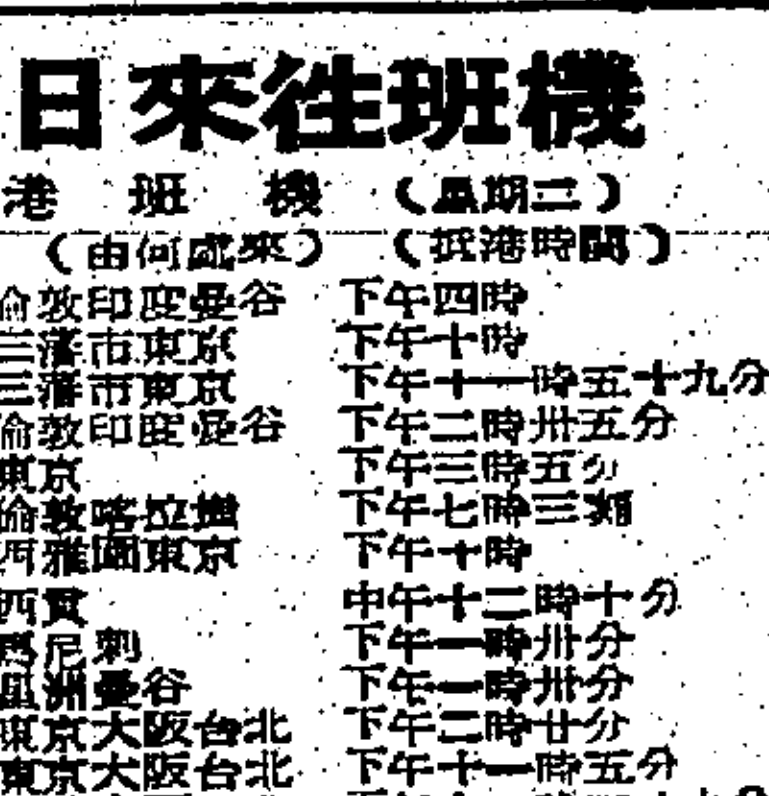 日來往班機
港班機（星期二）
（由何處來）（抵港時間）
倫敦印度曼谷 下午四時
三藩市東京 下午十時
三藩市東京 下午十一時五十九分
倫敦印度曼谷 下午二時卅五分
東京 下午三時五分
倫敦喀拉蚩 下午七時三刻
西雅圖東京 下午十時
西貢 中午十二時十分
馬尼剌 下午一時卅分
星洲曼谷 下午一時卅分
東京大阪台北 下午二時廿分
東京大阪台北 下午十一時五分